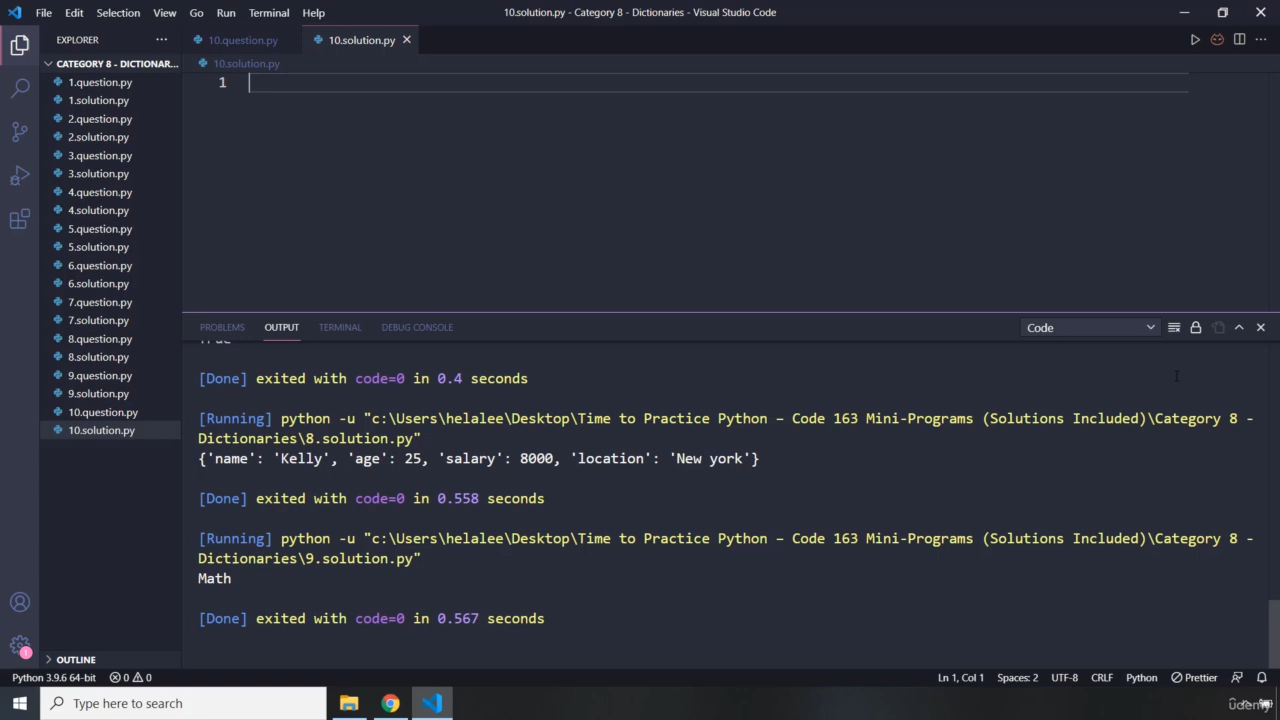 File Edit Selection View Go Run Terminal Help
10.solution.py - Category 8 - Dictionaries - Visual Studio Code
EXPLORER
10.question.py
10.solution.py
CATEGORY 8 - DICTIONAR...
10.solution.py
1.question.py
1
1.solution.py
2.question.py
2.solution.py
3.question.py
3.solution.py
4.question.py
4.solution.py
5.question.py
5.solution.py
6.question.py
6.solution.py
7.question.py
7.solution.py
8.question.py
8.solution.py
9.question.py
9.solution.py
10.question.py
10.solution.py
PROBLEMS OUTPUT TERMINAL DEBUG CONSOLE
Code
True
[Done] exited with code=0 in 0.4 seconds
[Running] python -u "c:\Users\helalee\Desktop\Time to Practice Python – Code 163 Mini-Programs (Solutions Included)\Category 8 -
Dictionaries\8.solution.py"
{'name': 'Kelly', 'age': 25, 'salary': 8000, 'location': 'New york'}
[Done] exited with code=0 in 0.558 seconds
[Running] python -u "c:\Users\helalee\Desktop\Time to Practice Python – Code 163 Mini-Programs (Solutions Included)\Category 8 -
Dictionaries\9.solution.py"
Math
[Done] exited with code=0 in 0.567 seconds
OUTLINE
1
Python 3.9.6 64-bit 0 0
Ln 1, Col 1 Spaces: 2 UTF-8 CRLF Python Prettier
Type here to search
Udemy